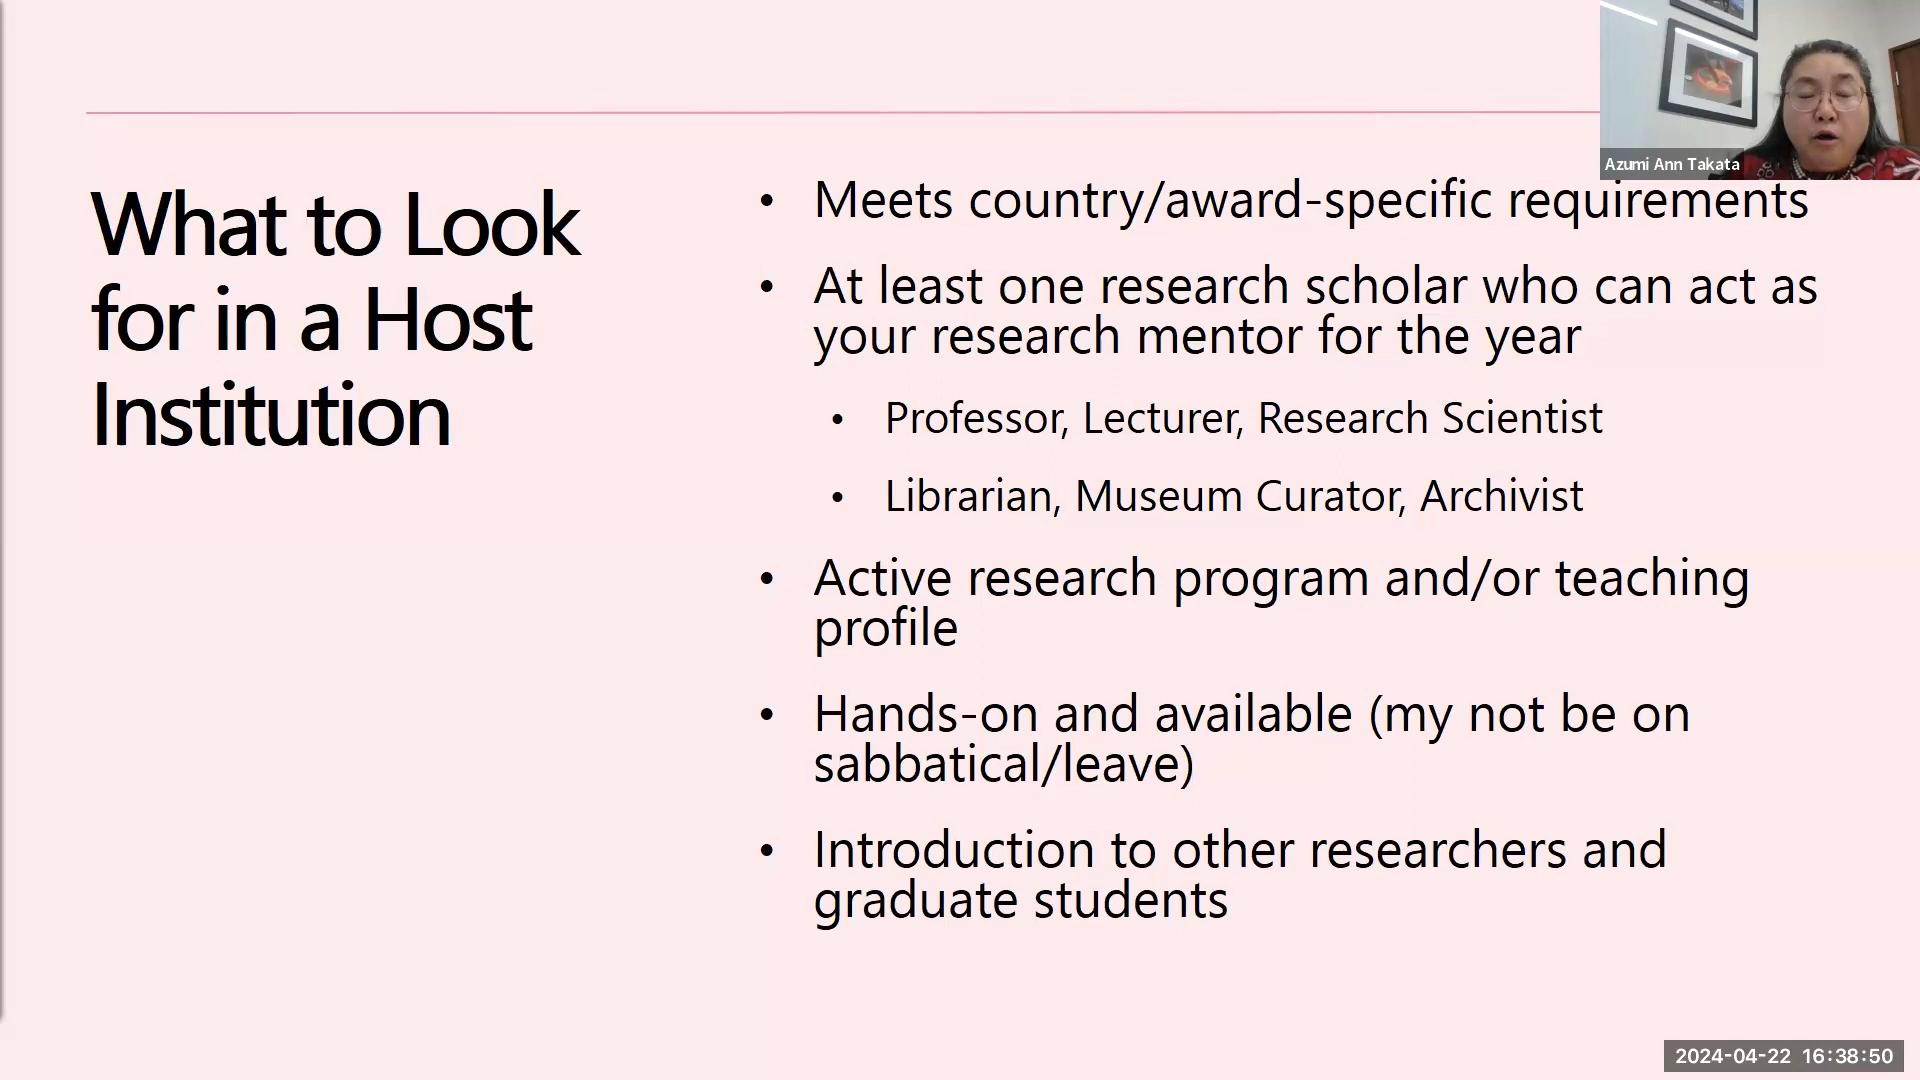 What to Look
for in a Host
Institution
• Meets country/award-specific requirements
• At least one research scholar who can act as
your research mentor for the year
• Professor, Lecturer, Research Scientist
• Librarian, Museum Curator, Archivist
• Active research program and/or teaching
profile
• Hands-on and available (my not be on
sabbatical/leave)
• Introduction to other researchers and
graduate students
Azumi Ann Takata
2024-04-22 16:38:50